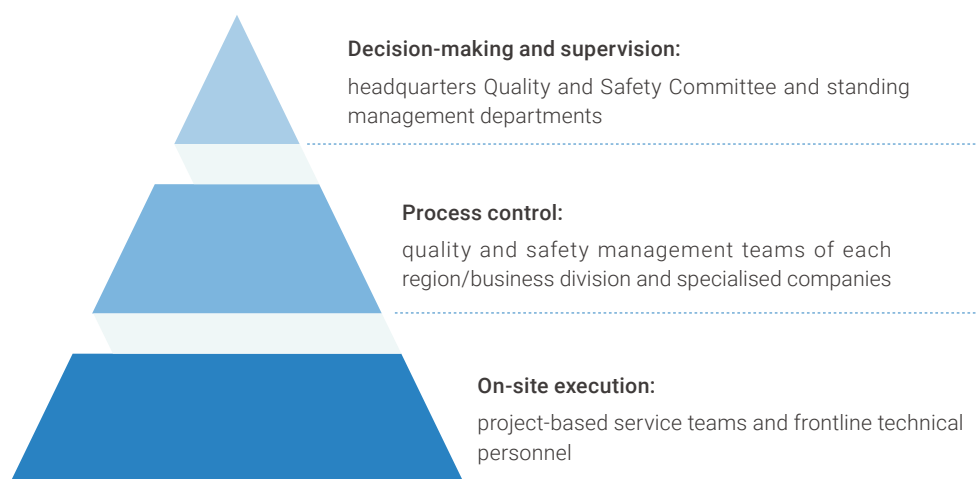 Decision-making and supervision:
headquarters Quality and Safety Committee and standing
management departments
Process control:
quality and safety management teams of each
region/business division and specialised companies
On-site execution:
project-based service teams and frontline technical
personnel